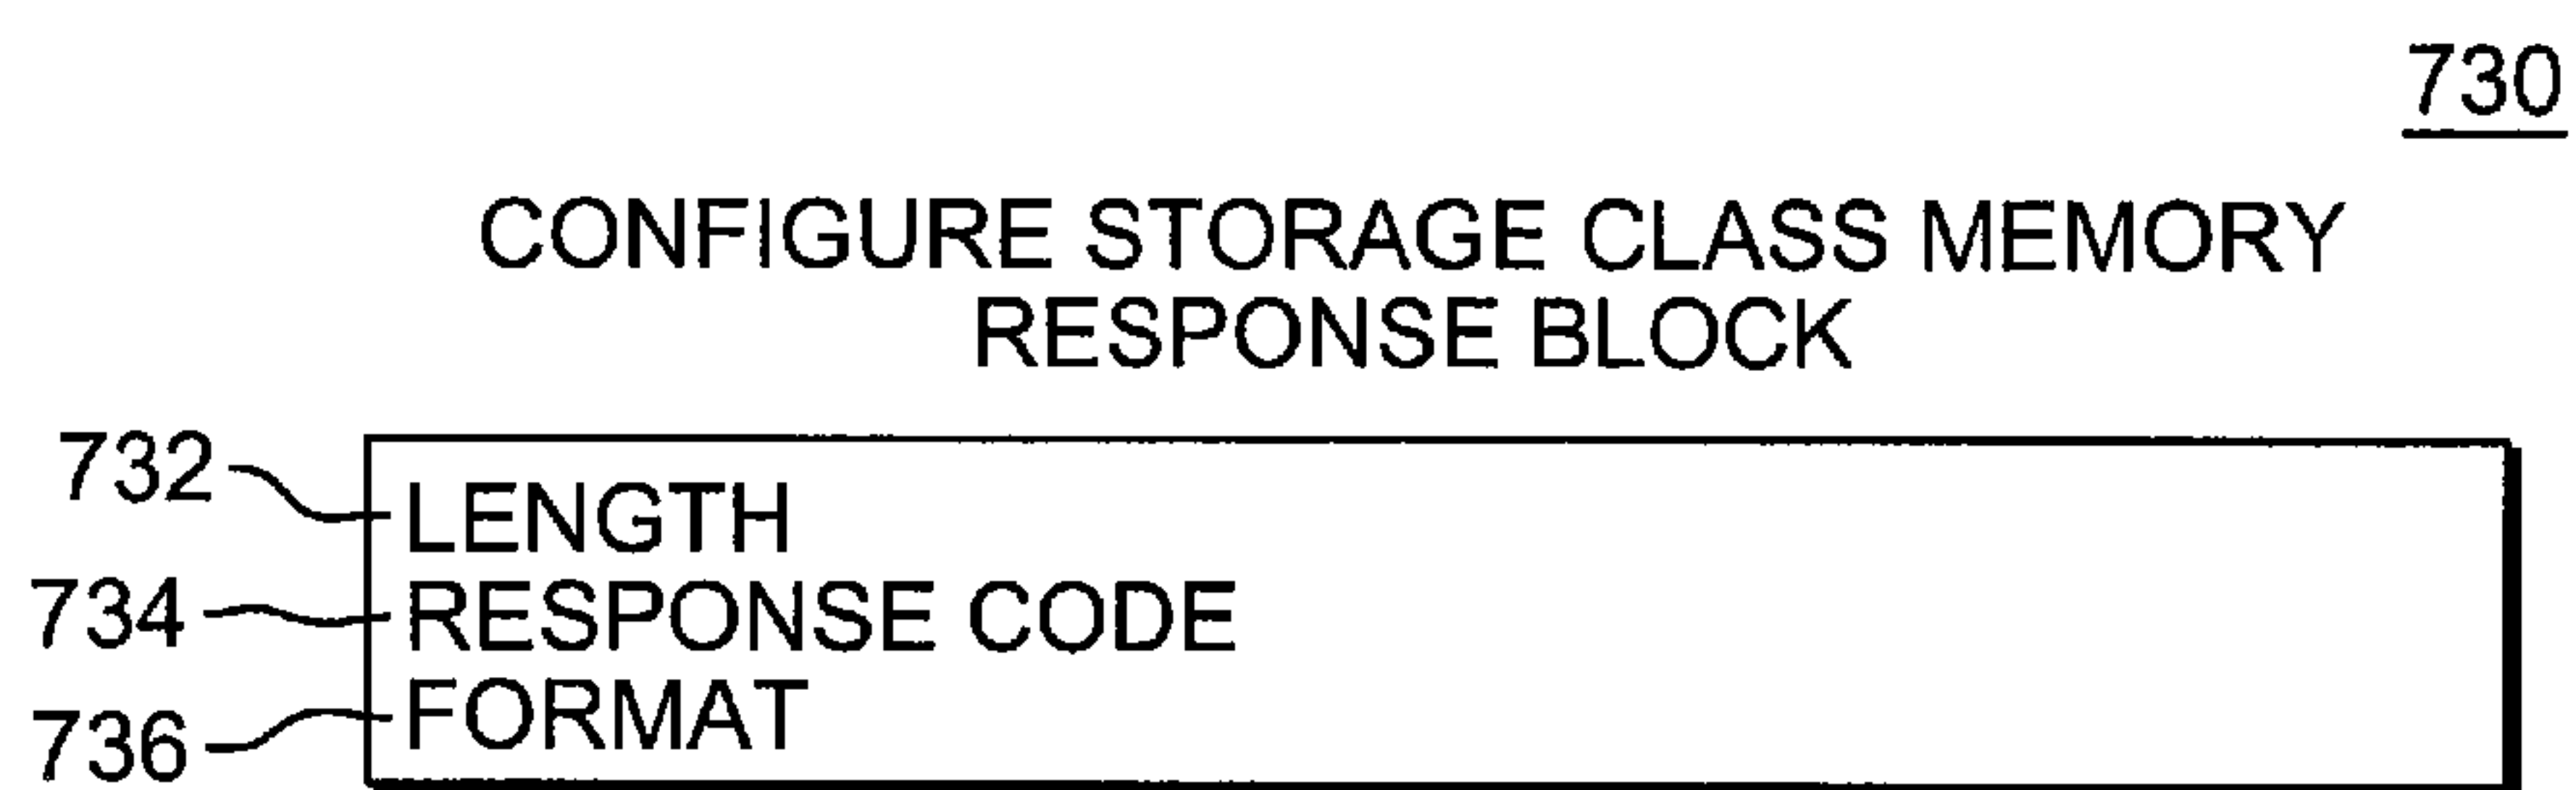 730
CONFIGURE STORAGE CLASS MEMORY
RESPONSE BLOCK
732 LENGTH
734 RESPONSE CODE
736 FORMAT